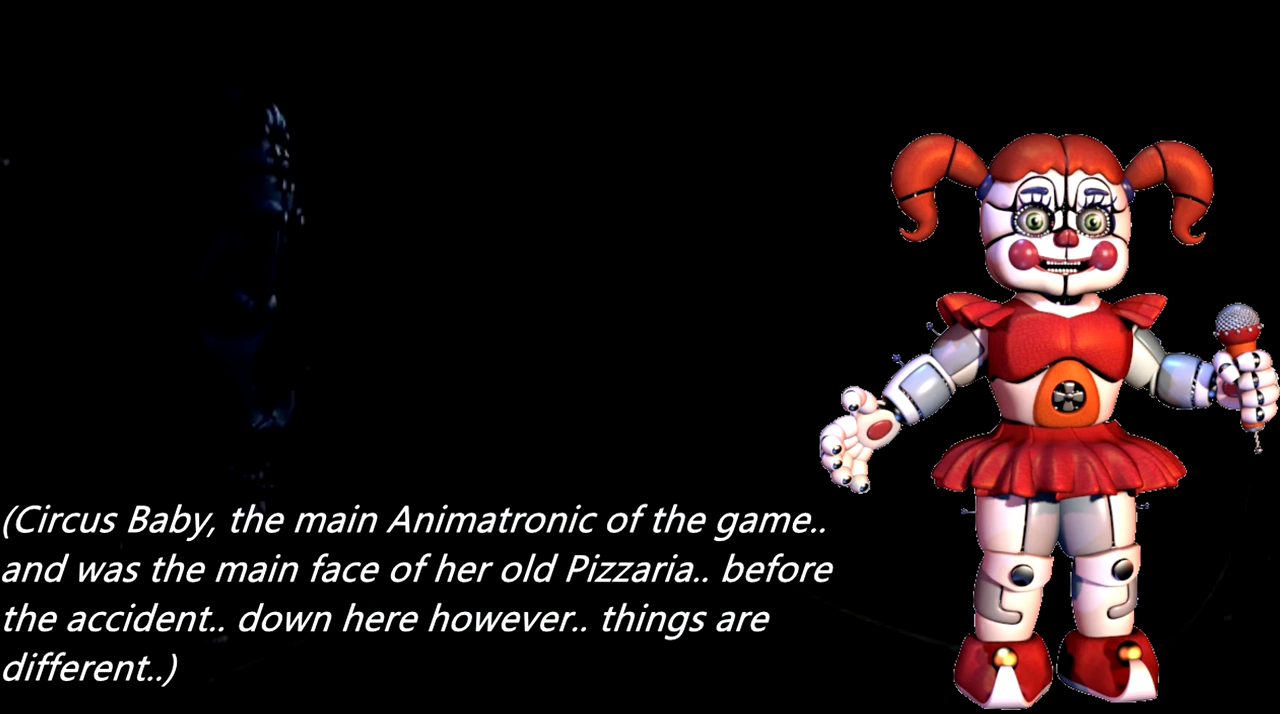 (Circus Baby, the main Animatronic of the game..
and was the main face of her old Pizzaria.. before
the accident.. down here however.. things are
different..)